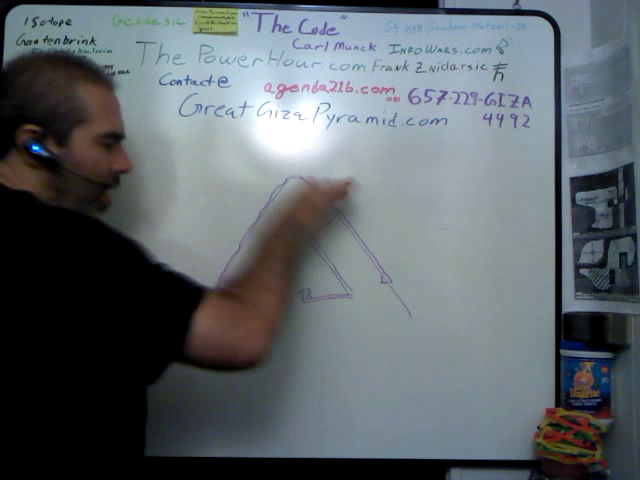 Isotope
Geodesic
"The Code"
Gantenbrink
Carl Munck
InfoWars.com
The PowerHour.com
Frank Znidarsic
ħ
Contact@
agenda21b.com
657-229-GIZA
GreatGizaPyramid.com
4492